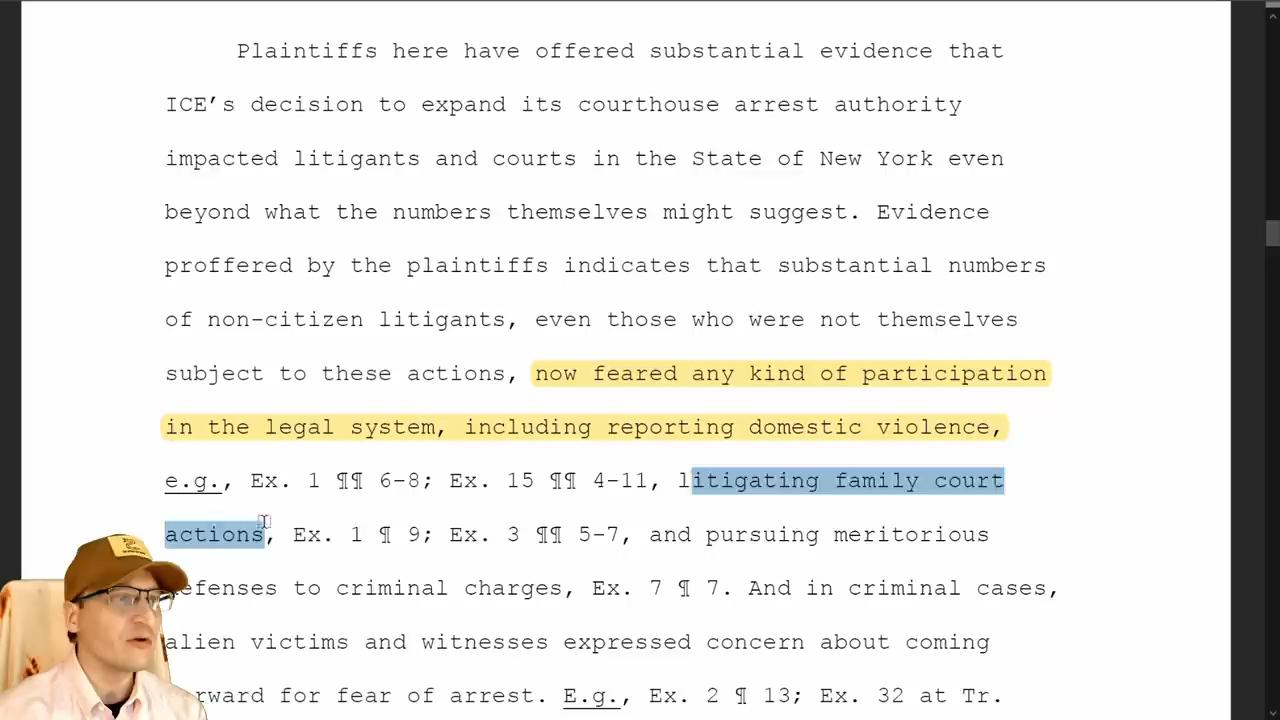 Plaintiffs here have offered substantial evidence that
ICE’s decision to expand its courthouse arrest authority
impacted litigants and courts in the State of New York even
beyond what the numbers themselves might suggest. Evidence
proffered by the plaintiffs indicates that substantial numbers
of non-citizen litigants, even those who were not themselves
subject to these actions, now feared any kind of participation
in the legal system, including reporting domestic violence,
e.g., Ex. 1 ¶¶ 6-8; Ex. 15 ¶¶ 4-11, litigating family court
actions, Ex. 1 ¶ 9; Ex. 3 ¶¶ 5-7, and pursuing meritorious
efenses to criminal charges, Ex. 7 ¶ 7. And in criminal cases,
alien victims and witnesses expressed concern about coming
rward for fear of arrest. E.g., Ex. 2 ¶ 13; Ex. 32 at Tr.